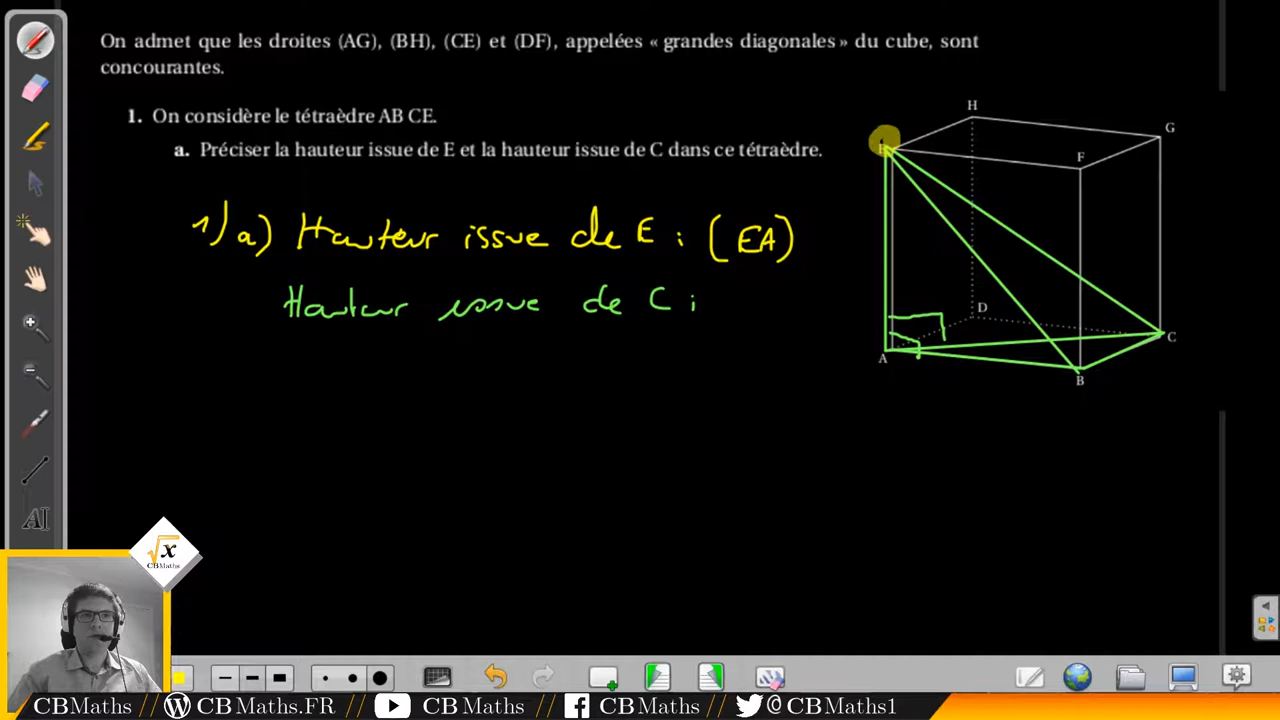 On admet que les droites (AG), (BH), (CE) et (DF), appelées « grandes diagonales » du cube, sont
concourantes.
1. On considère le tétraèdre AB CE.
a. Préciser la hauteur issue de E et la hauteur issue de C dans ce tétraèdre.
1) a) Hauteur issue de E : (EA)
Hauteur issue de C :
H
G
E
F
D
C
A
B
AI
√x
CBMaths
CBMaths
CBMaths.FR
CBMaths
CBMaths
@CBMaths1